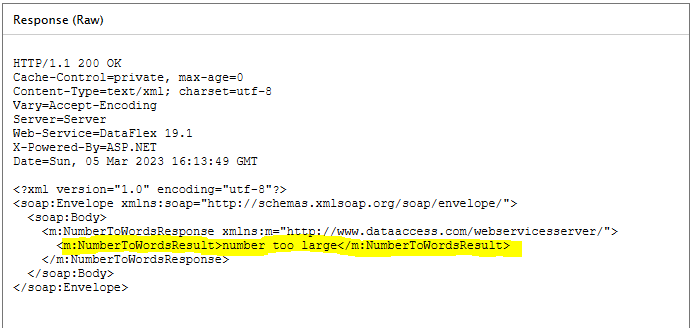 Response (Raw)
HTTP/1.1 200 OK
Cache-Control=private, max-age=0
Content-Type=text/xml; charset=utf-8
Vary=Accept-Encoding
Server=Server
Web-Service=DataFlex 19.1
X-Powered-By=ASP.NET
Date=Sun, 05 Mar 2023 16:13:49 GMT
<?xml version="1.0" encoding="utf-8"?>
<soap:Envelope xmlns:soap="http://schemas.xmlsoap.org/soap/envelope/">
<soap:Body>
<m:NumberToWordsResponse xmlns:m="http://www.dataaccess.com/webservicesserver/">
<m:NumberToWordsResult>number too large</m:NumberToWordsResult>
</m:NumberToWordsResponse>
</soap:Body>
</soap:Envelope>